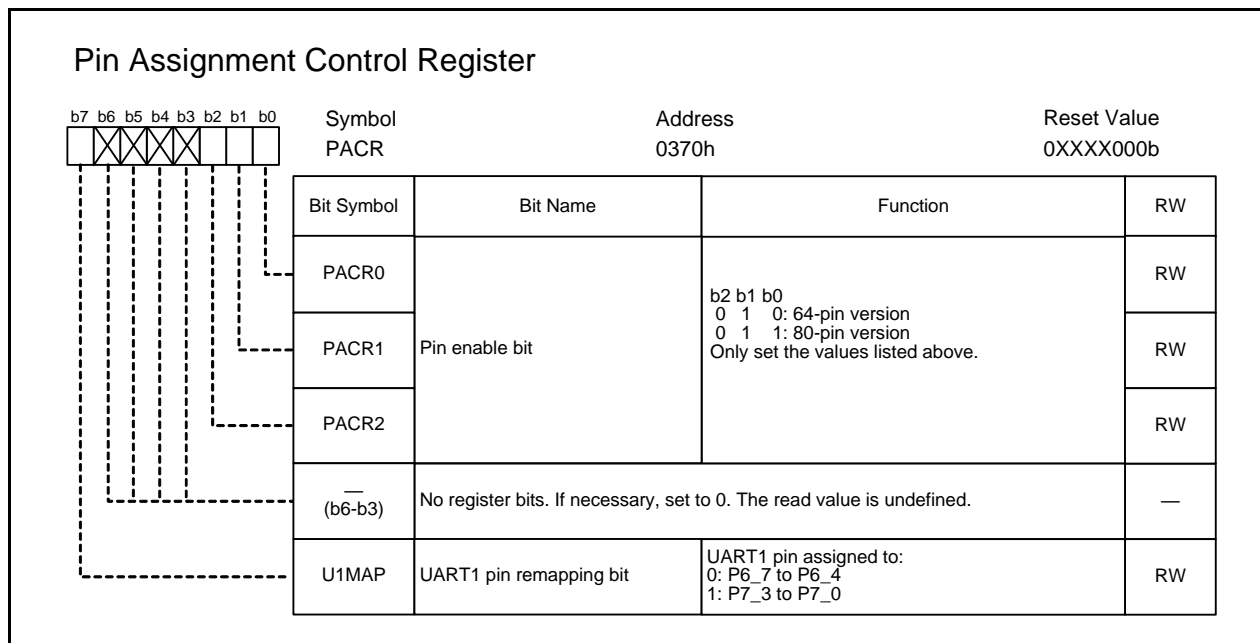 Pin Assignment Control Register
b7 b6 b5 b4 b3 b2 b1 b0
Symbol Address Reset Value
PACR 0370h 0XXXX000b
Bit Symbol Bit Name Function RW
PACR0 RW
PACR1 RW
PACR2 RW
Pin enable bit
b2 b1 b0
0 1 0: 64-pin version
0 1 1: 80-pin version
Only set the values listed above.
—
(b6-b3)
No register bits. If necessary, set to 0. The read value is undefined. —
U1MAP UART1 pin remapping bit
UART1 pin assigned to:
0: P6_7 to P6_4
1: P7_3 to P7_0
RW